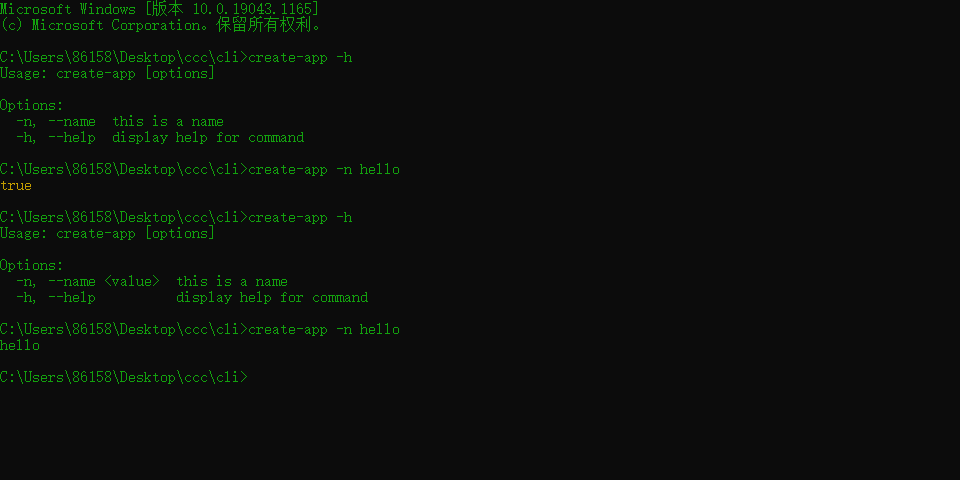 Microsoft Windows [版本 10.0.19043.1165]
(c) Microsoft Corporation。保留所有权利。
C:\Users\86158\Desktop\ccc\cli>create-app -h
Usage: create-app [options]
Options:
-n, --name  this is a name
-h, --help  display help for command
C:\Users\86158\Desktop\ccc\cli>create-app -n hello
true
C:\Users\86158\Desktop\ccc\cli>create-app -h
Usage: create-app [options]
Options:
-n, --name <value>  this is a name
-h, --help          display help for command
C:\Users\86158\Desktop\ccc\cli>create-app -n hello
hello
C:\Users\86158\Desktop\ccc\cli>